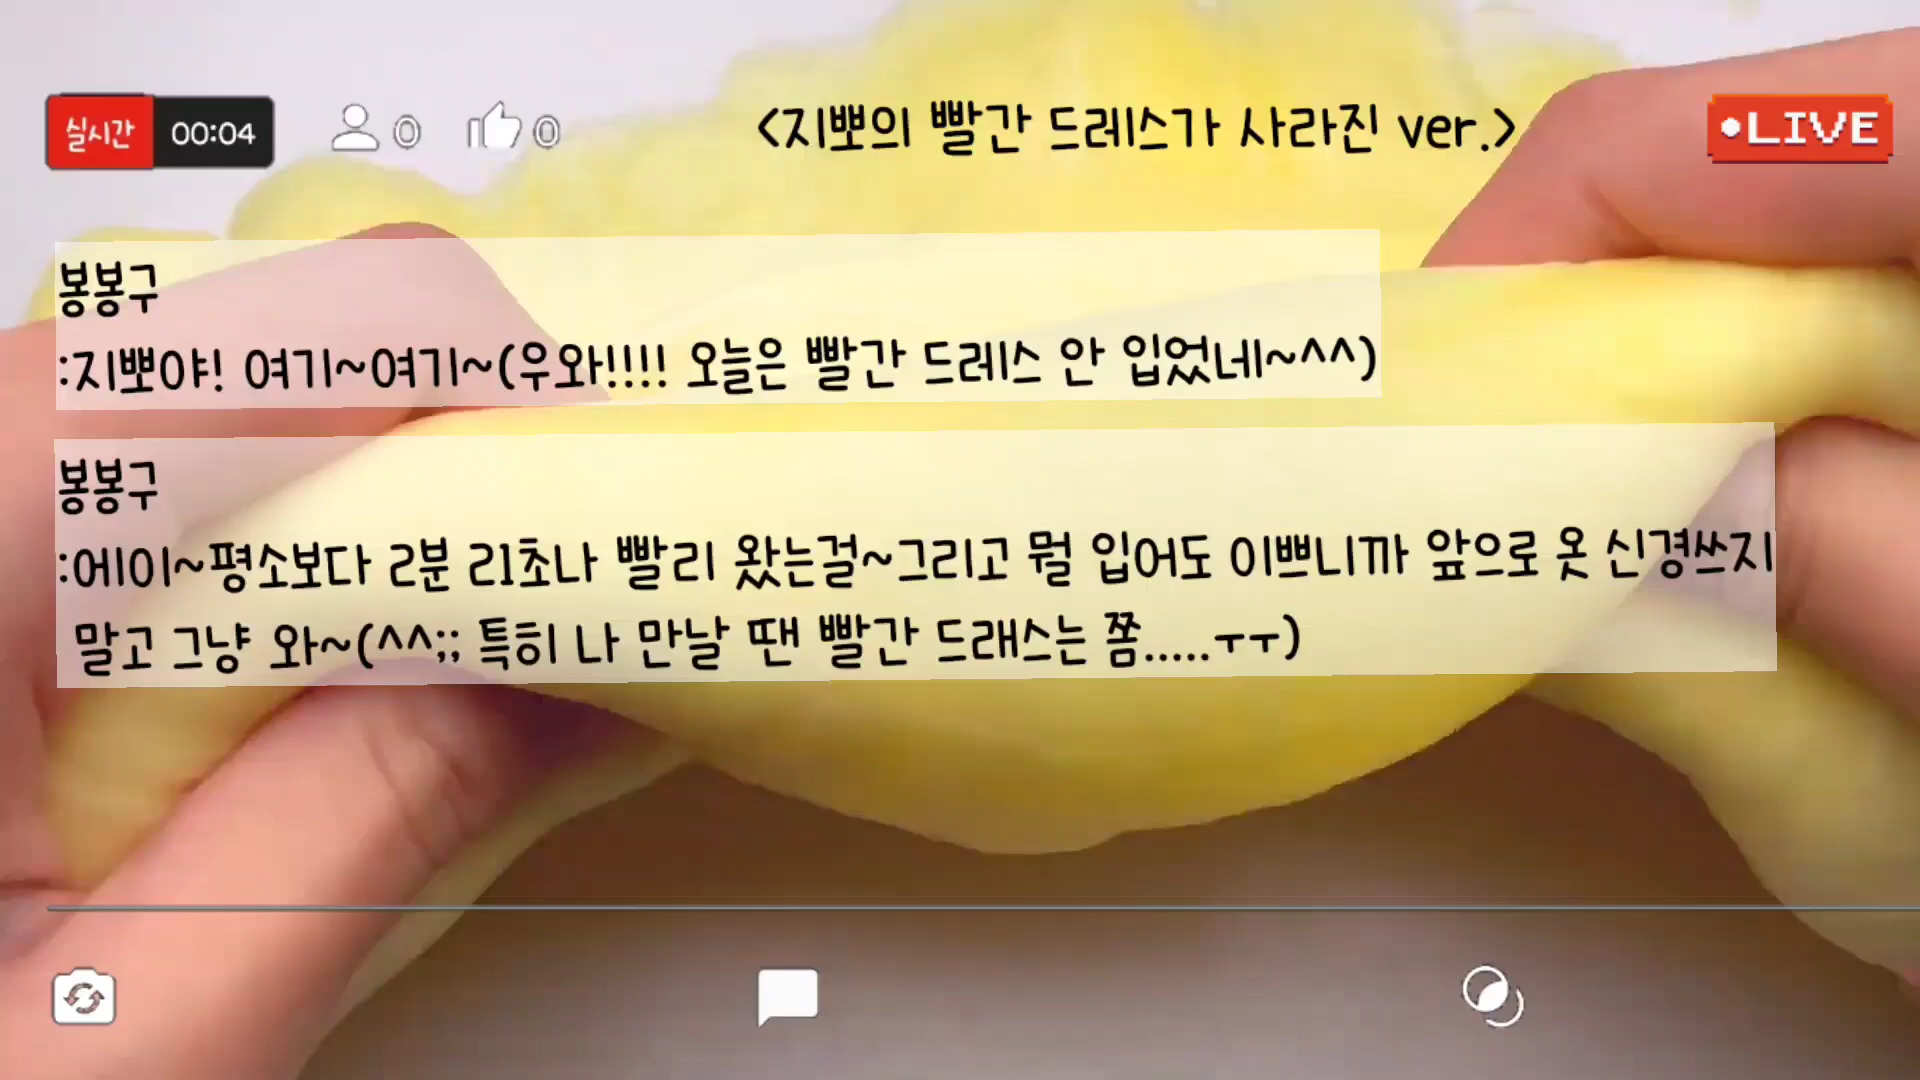 실시간 00:04 0 0 <지뽀의 빨간 드레스가 사라진 ver.> •LIVE
봉봉구
:지뽀야! 여기~여기~(우와!!!! 오늘은 빨간 드레스 안 입었네~^^)
봉봉구
:에이~평소보다 2분 21초나 빨리 왔는걸~그리고 뭘 입어도 이쁘니까 앞으로 옷 신경쓰지
말고 그냥 와~(^^;; 특히 나 만날 땐 빨간 드래스는 쫌.....ㅜㅜ)